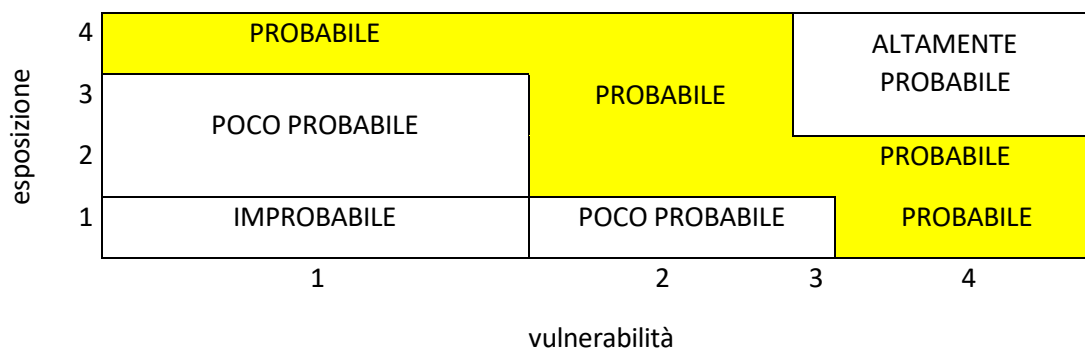 4
PROBABILE
ALTAMENTE
PROBABILE
3
PROBABILE
POCO PROBABILE
esposizione
2
PROBABILE
1
IMPROBABILE
POCO PROBABILE
PROBABILE
1
2
3
4
vulnerabilità